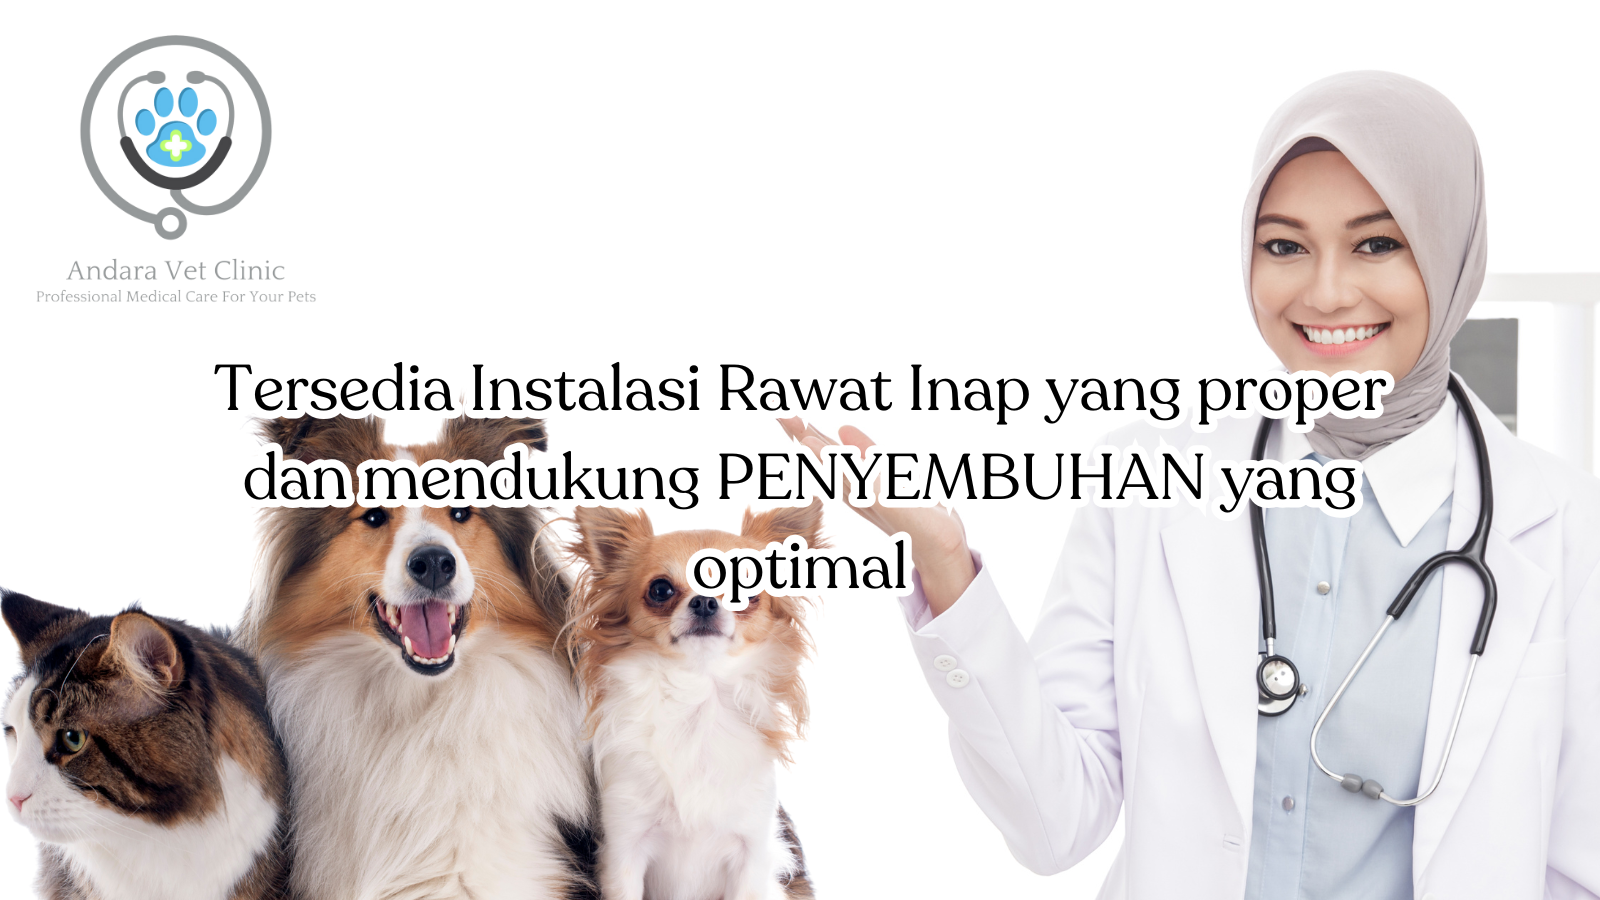 Andara Vet Clinic
Professional Medical Care For Your Pets
Tersedia Instalasi Rawat Inap yang proper
dan mendukung PENYEMBUHAN yang
optimal